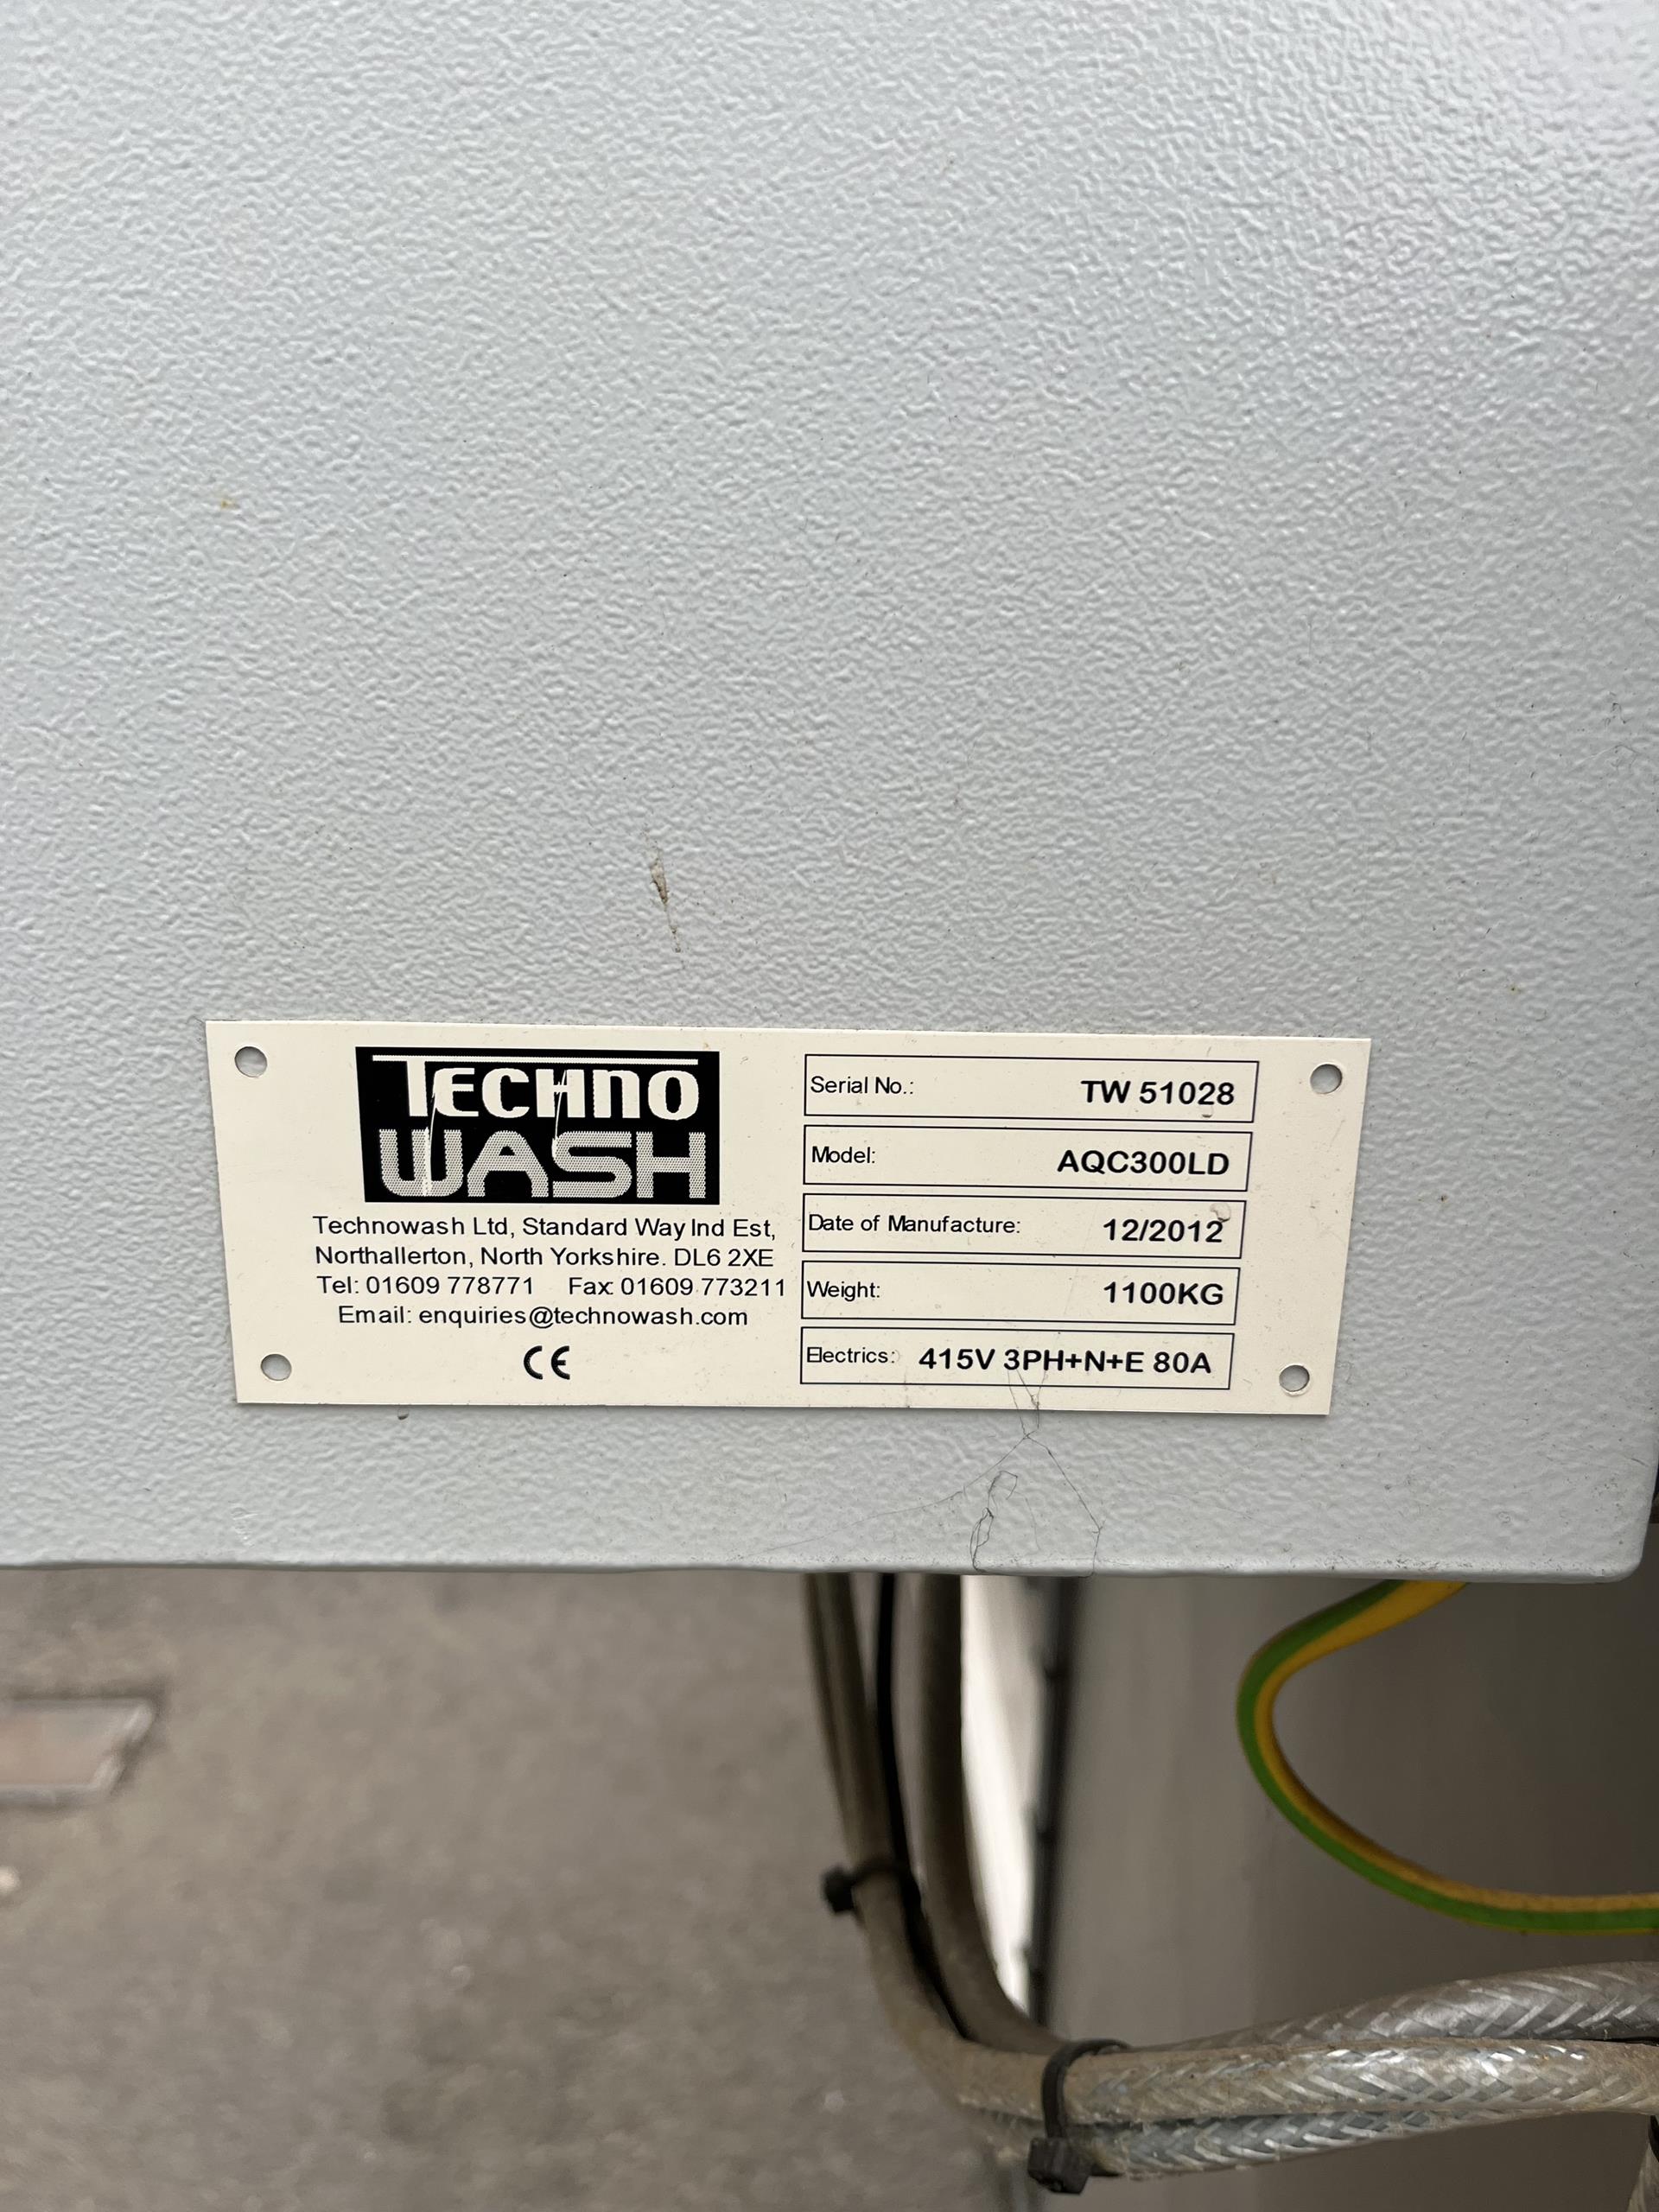 TECHNO
WASH
Technowash Ltd, Standard Way Ind Est,
Northallerton, North Yorkshire. DL6 2XE
Tel: 01609 778771 Fax: 01609 773211
Email: enquiries@technowash.com
CE
Serial No.: TW 51028
Model: AQC300LD
Date of Manufacture: 12/2012
Weight: 1100KG
Electrics: 415V 3PH+N+E 80A